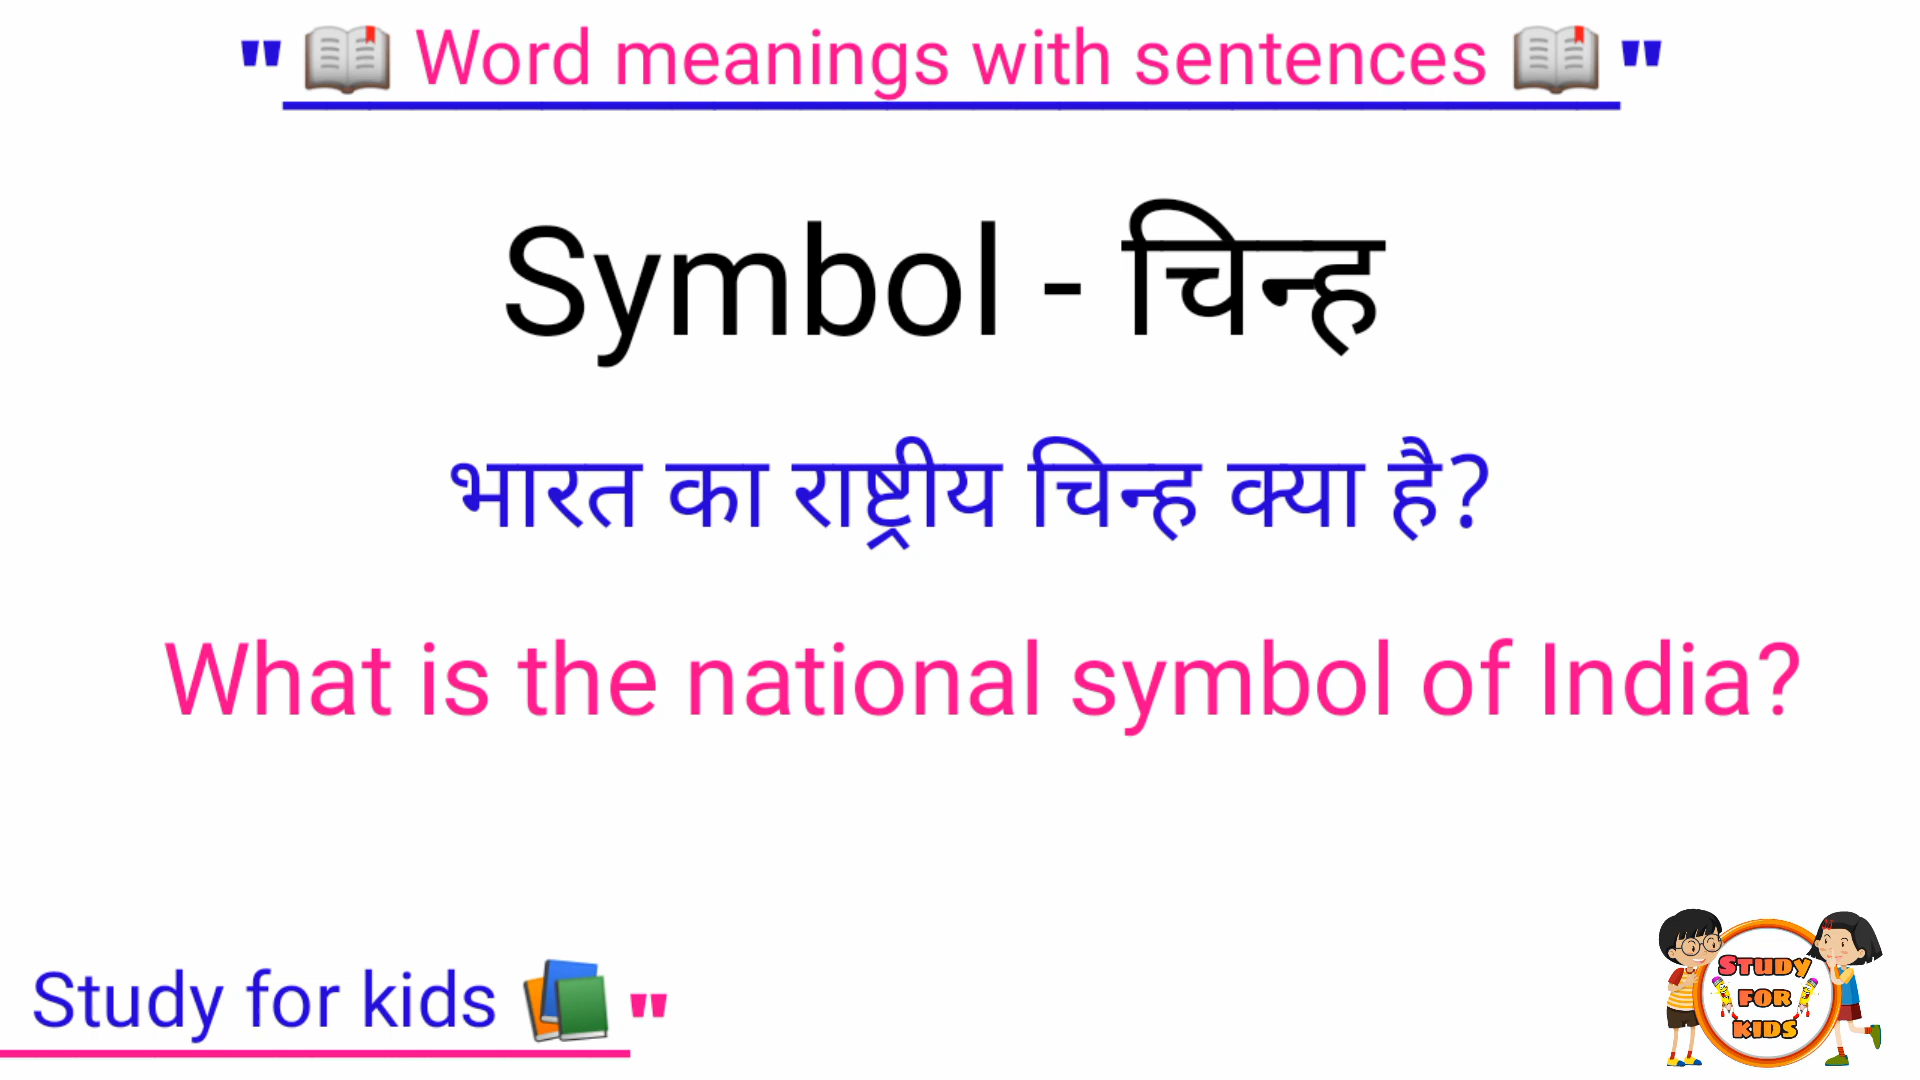 " 📖 Word meanings with sentences 📖 "
Symbol - चिन्ह
भारत का राष्ट्रीय चिन्ह क्या है?
What is the national symbol of India?
Study for kids 📚 "
STUDY
FOR
KIDS